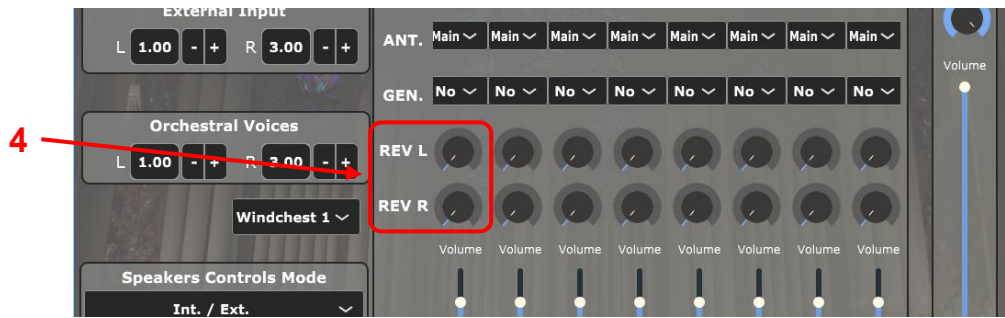 External Input
L 1.00 - + R 3.00 - +
ANT. Main Main Main Main Main Main Main Main
Volume
GEN. No No No No No No No No
Orchestral Voices
4
L 1.00 - + R 3.00 - +
REV L
REV R
Windchest 1
Volume Volume Volume Volume Volume Volume Volume Volume
Speakers Controls Mode
Int. / Ext.